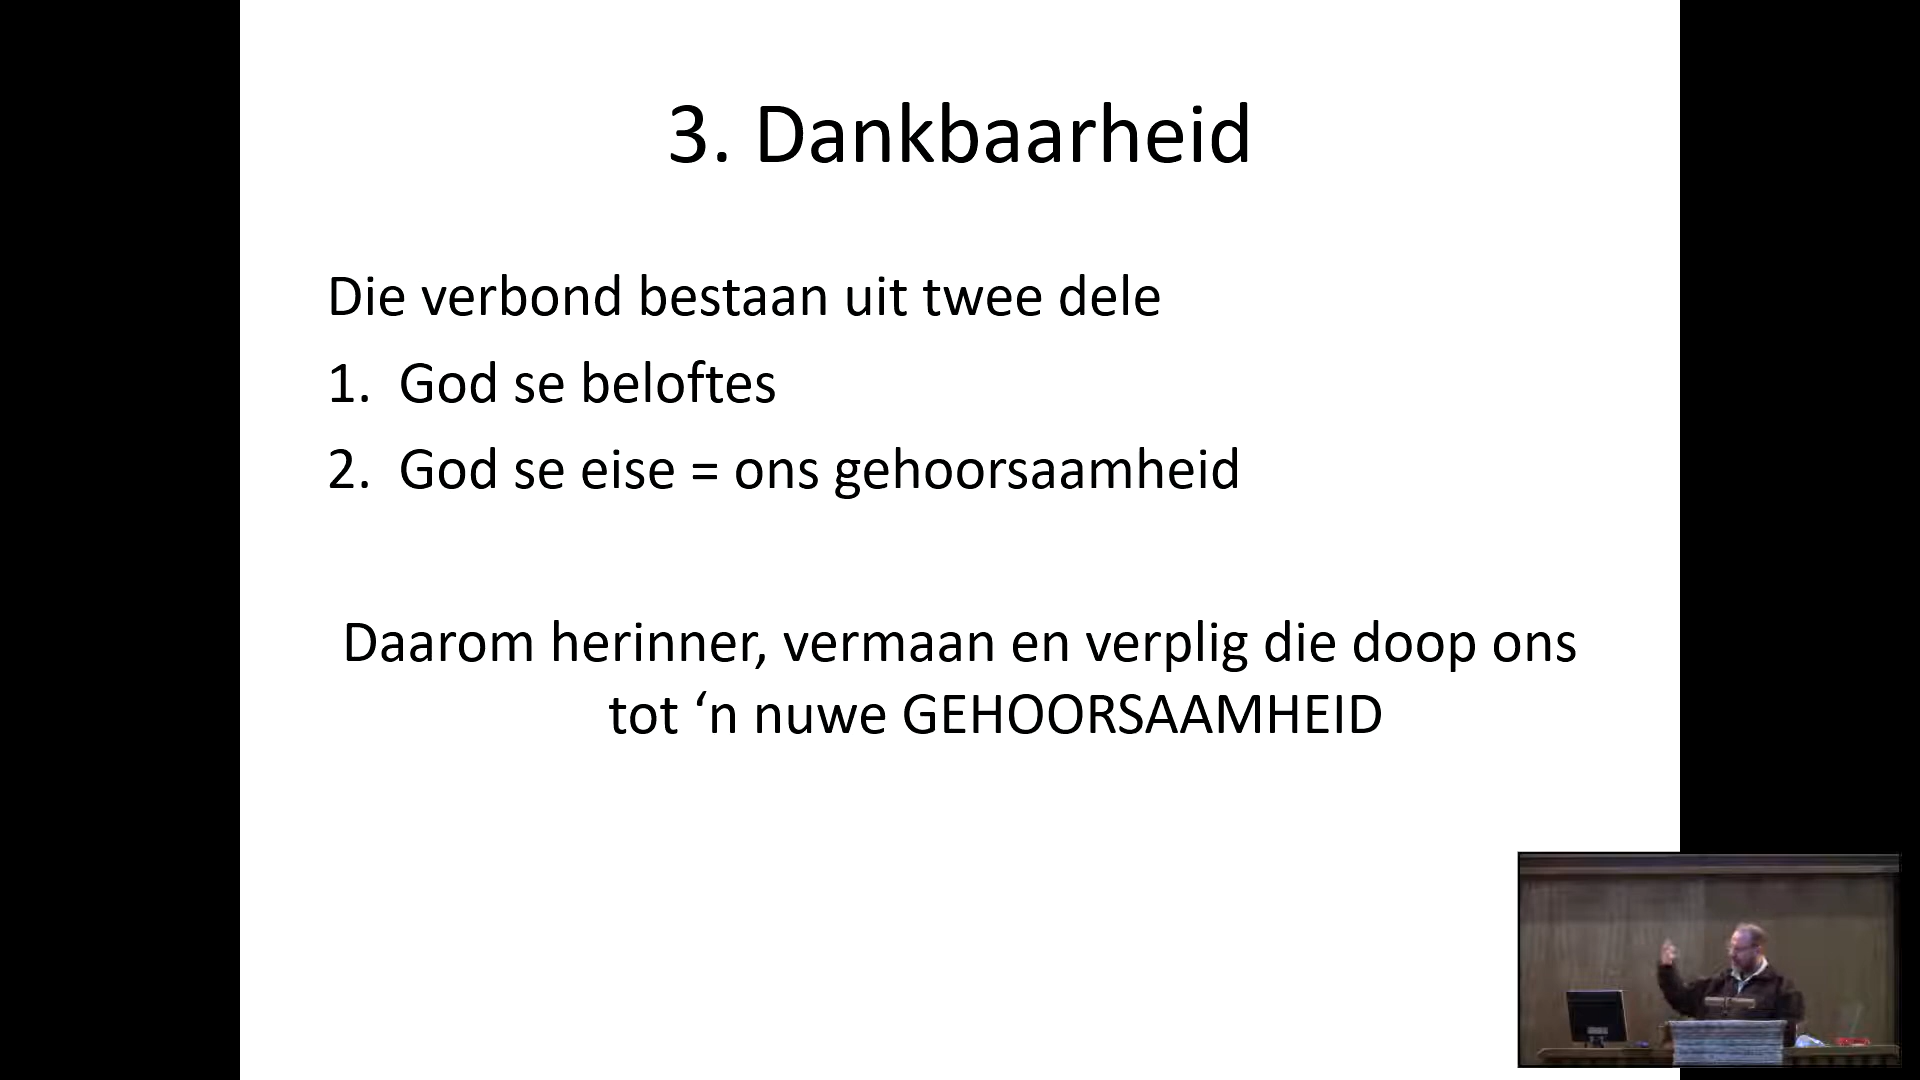 3. Dankbaarheid
Die verbond bestaan uit twee dele
1. God se beloftes
2. God se eise = ons gehoorsaamheid
Daarom herinner, vermaan en verplig die doop ons
tot ‘n nuwe GEHOORSAAMHEID